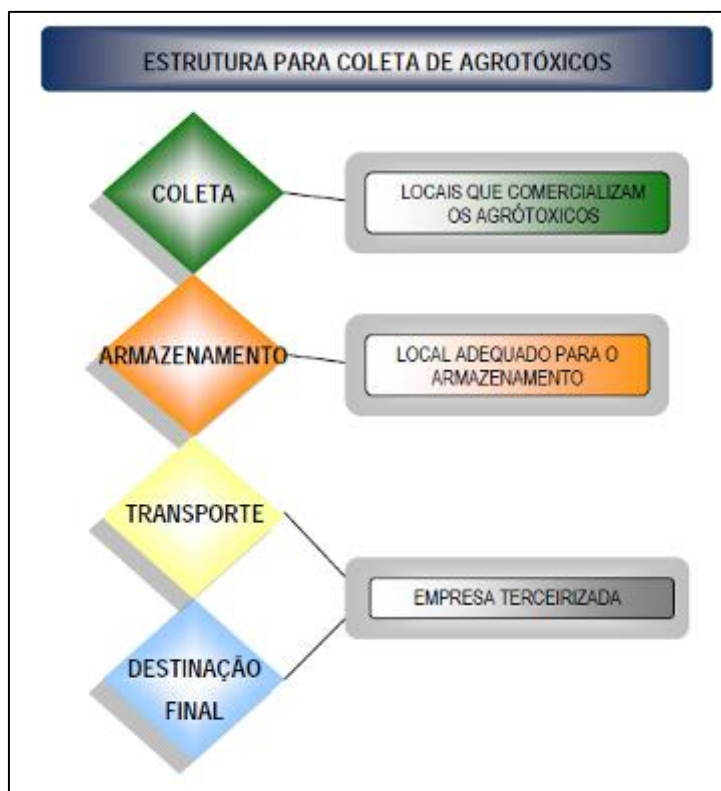 ESTRUTURA PARA COLETA DE AGROTÓXICOS
COLETA
LOCAIS QUE COMERCIALIZAM
OS AGRÓTOXICOS
ARMAZENAMENTO
LOCAL ADEQUADO PARA O
ARMAZENAMENTO
TRANSPORTE
EMPRESA TERCEIRIZADA
DESTINAÇÃO
FINAL